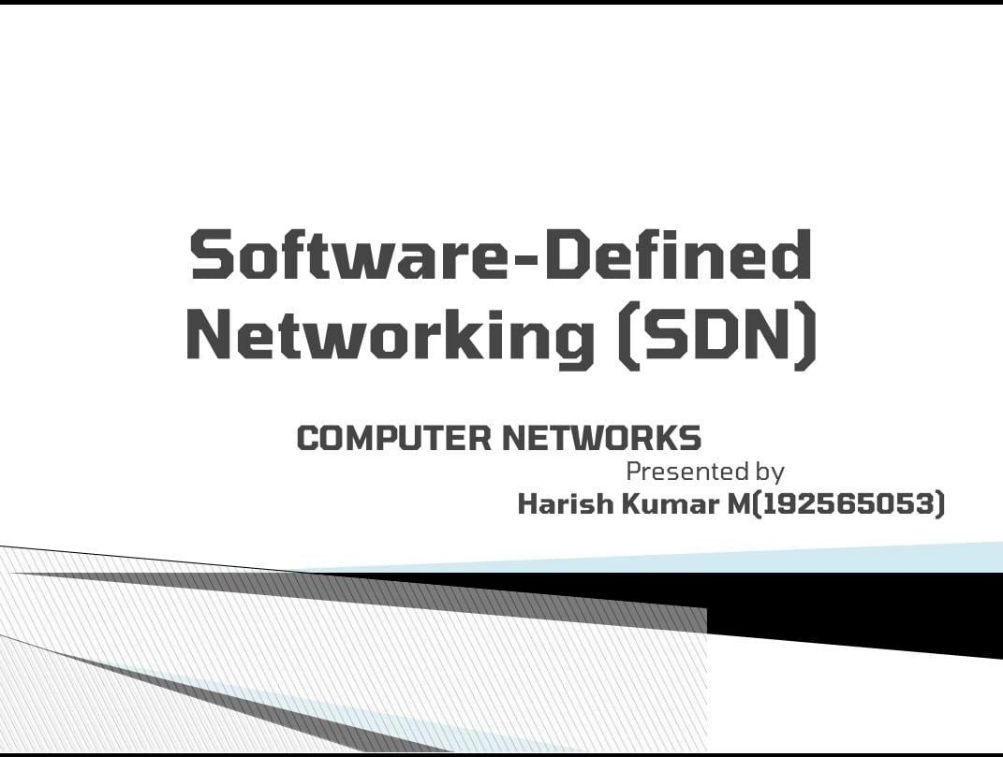 Software-Defined
Networking (SDN)
COMPUTER NETWORKS
Presented by
Harish Kumar M(192565053)